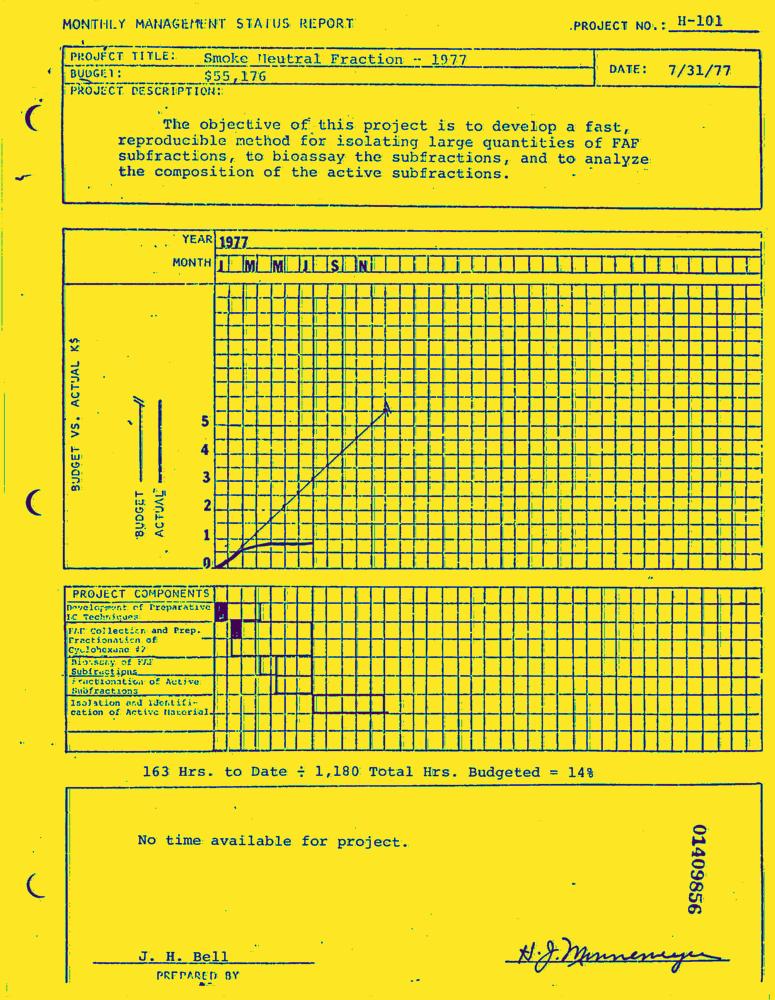 MONTHLY MANAGEMENT STATUS REPORT
PROJECT NO.: H-101
PROJECT TITLE: Smoke Neutral Fraction - 1977
BUDGET: $55,176
DATE: 7/31/77
PROJECT DESCRIPTION:
The objective of this project is to develop a fast,
reproducible method for isolating large quantities of FAF
subfractions, to bioassay the subfractions, and to analyze
the composition of the active subfractions.
YEAR 1977
MONTH J M M J S N
BUDGET VS. ACTUAL K$
BUDGET
ACTUAL
5
4
3
2
1
0
PROJECT COMPONENTS
Development of Preparative
LC Techniques
FAF Collection and Prep.
Fractionation of
Cyclohexane #2
Bioassay of FAF
Subfractions
Fractionation of Active
Subfractions
Isolation and Identifi-
cation of Active Material
163 Hrs. to Date ÷ 1,180 Total Hrs. Budgeted = 14%
No time available for project.
01409856
J. H. Bell
PREPARED BY
H. J. Minnemeyer